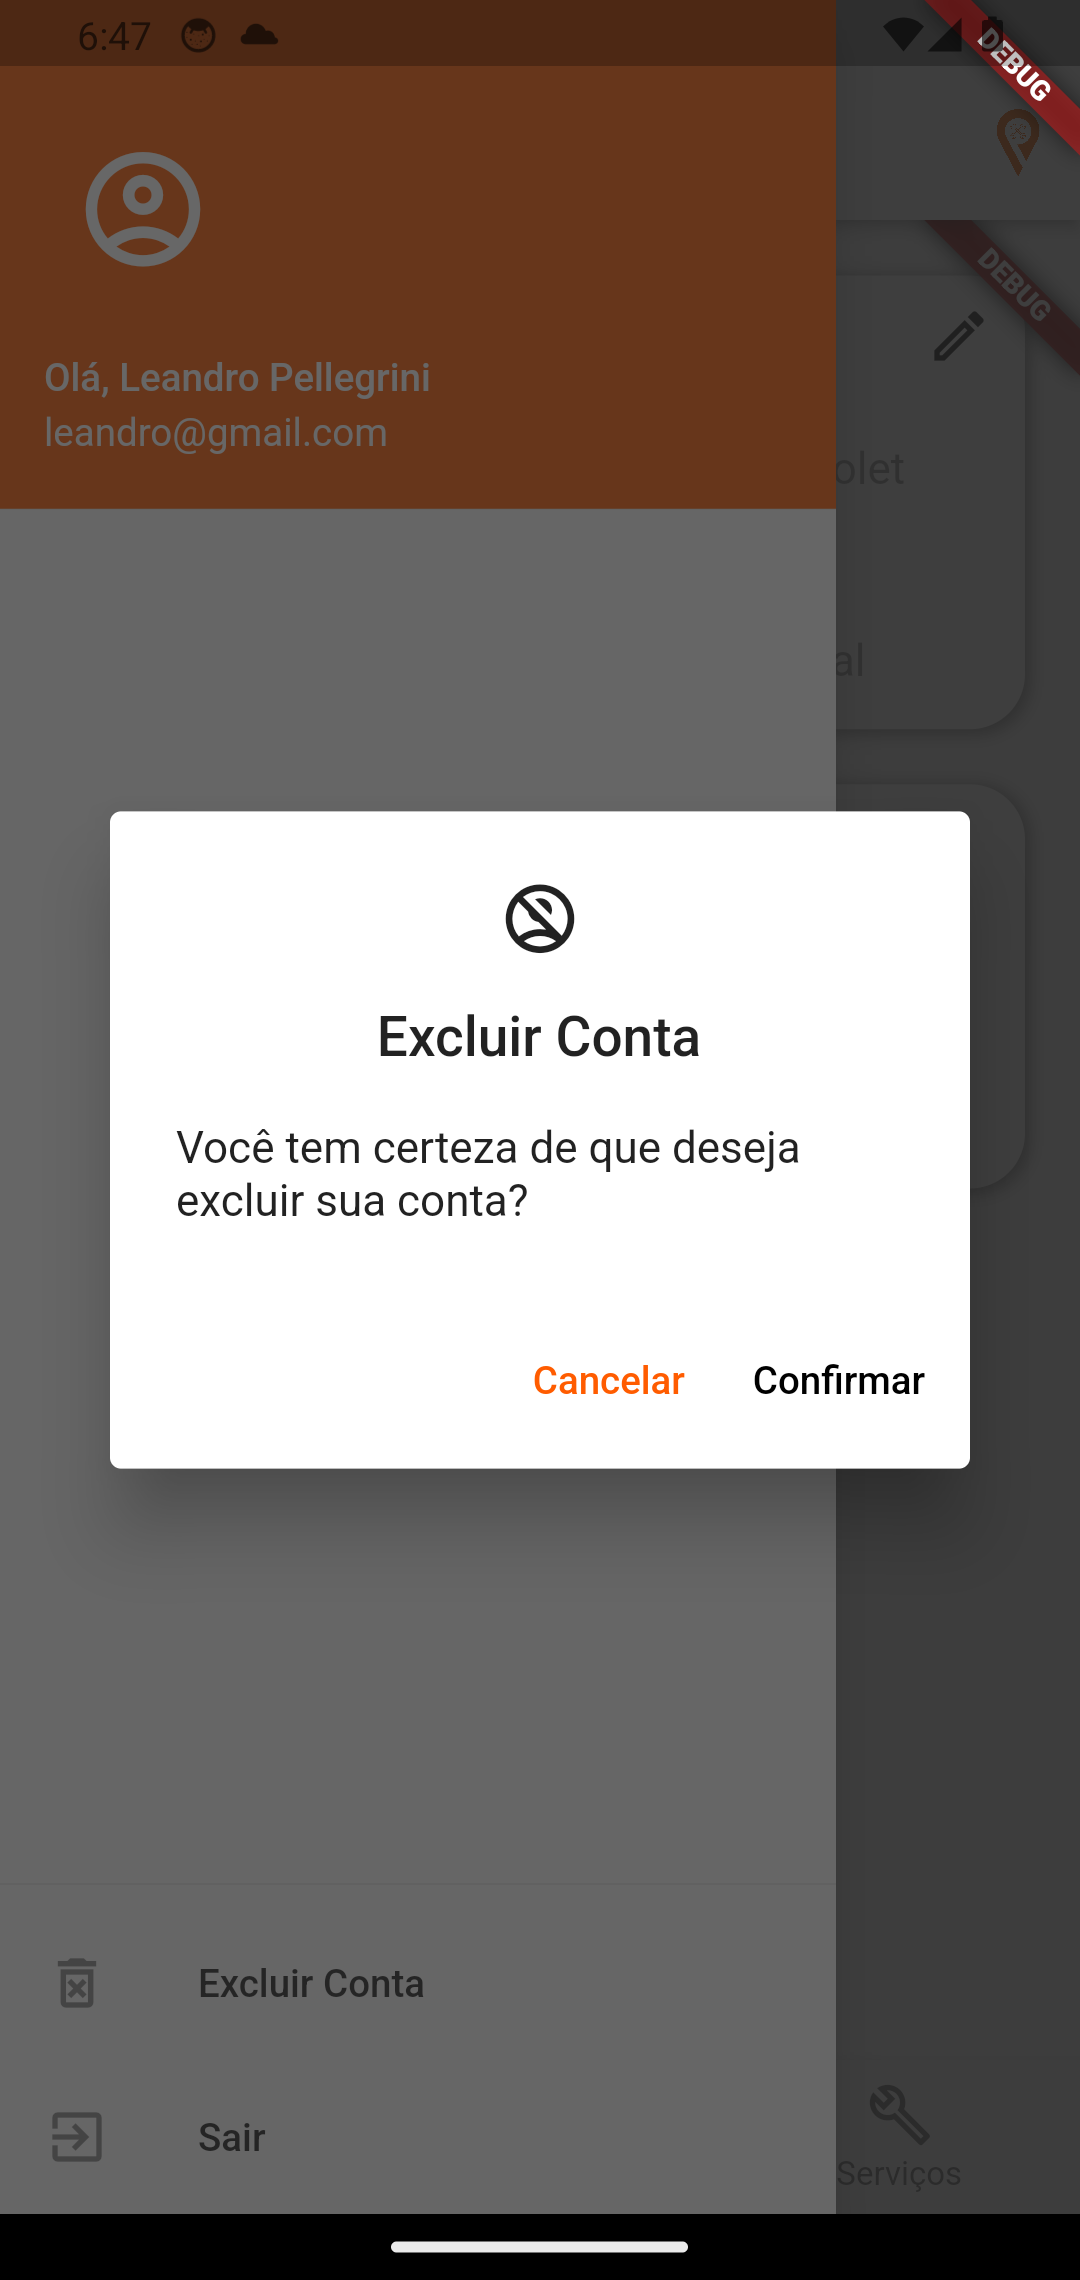 6:47
DEBUG
DEBUG
Olá, Leandro Pellegrini
leandro@gmail.com
olet
al
Excluir Conta
Você tem certeza de que deseja
excluir sua conta?
Cancelar
Confirmar
Excluir Conta
Sair
Serviços